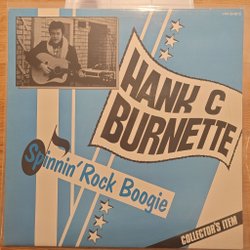 HANK C
BURNETTE
Spinnin' Rock Boogie
COLLECTOR'S ITEM